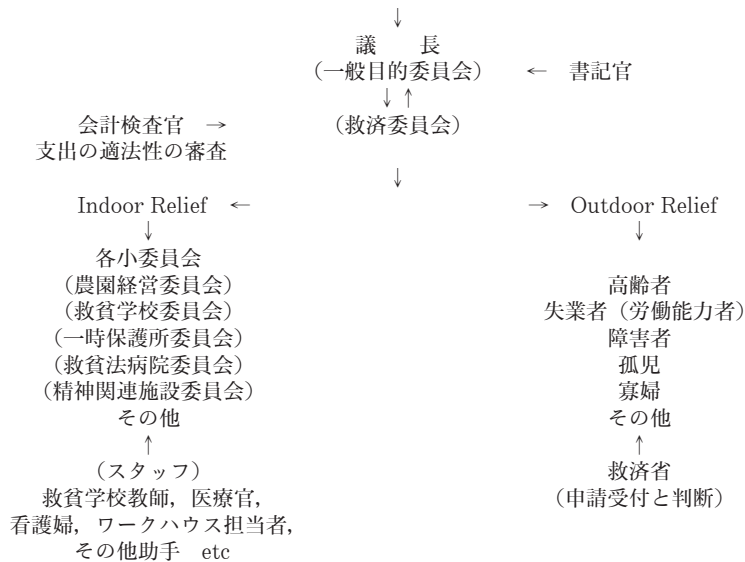 ↓
議　　長
（一般目的委員会）　←　書記官
↓↑
会計検査官　→　（救済委員会）
支出の適法性の審査
↓
Indoor Relief　←　→　Outdoor Relief
↓　↓
各小委員会
（農園経営委員会）　高齢者
（救貧学校委員会）　失業者（労働能力者）
（一時保護所委員会）　障害者
（救貧法病院委員会）　孤児
（精神関連施設委員会）　寡婦
その他　その他
↑　↑
（スタッフ）　救済省
救貧学校教師，医療官，　（申請受付と判断）
看護婦，ワークハウス担当者，
その他助手　etc